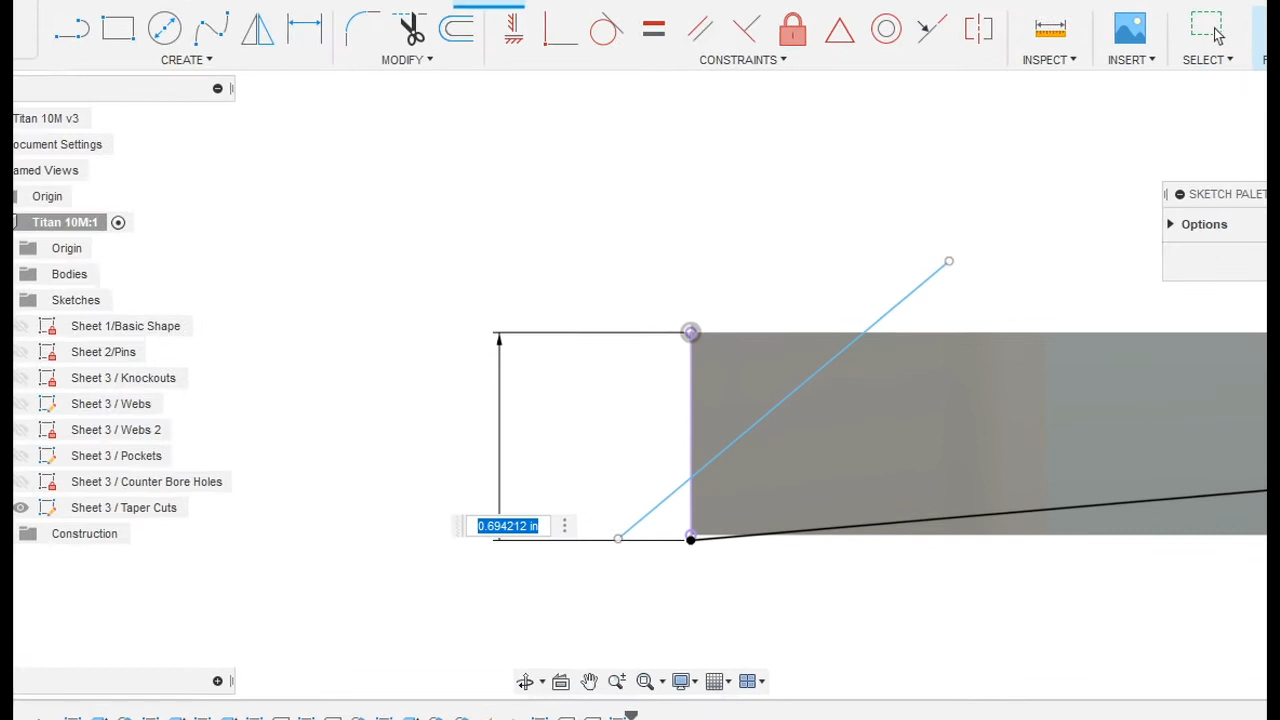 CREATE MODIFY CONSTRAINTS INSPECT INSERT SELECT
Titan 10M v3
ocument Settings
amed Views
Origin
Titan 10M:1
Origin
Bodies
Sketches
Sheet 1/Basic Shape
Sheet 2/Pins
Sheet 3 / Knockouts
Sheet 3 / Webs
Sheet 3 / Webs 2
Sheet 3 / Pockets
Sheet 3 / Counter Bore Holes
Sheet 3 / Taper Cuts
Construction
SKETCH PALET
Options
0.694212 in